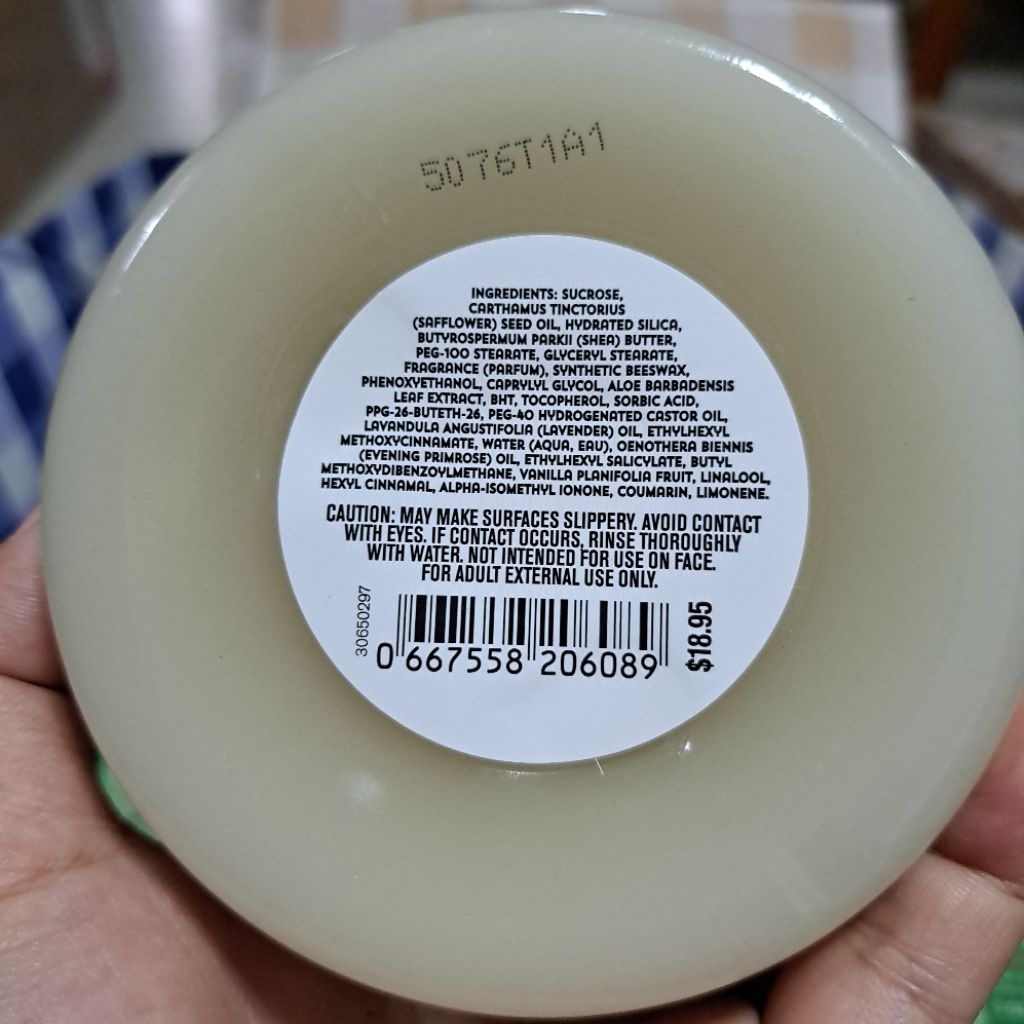 5076T1A1
INGREDIENTS: SUCROSE,
CARTHAMUS TINCTORIUS
(SAFFLOWER) SEED OIL, HYDRATED SILICA,
BUTYROSPERMUM PARKII (SHEA) BUTTER,
PEG-100 STEARATE, GLYCERYL STEARATE,
FRAGRANCE (PARFUM), SYNTHETIC BEESWAX,
PHENOXYETHANOL, CAPRYLYL GLYCOL, ALOE BARBADENSIS
LEAF EXTRACT, BHT, TOCOPHEROL, SORBIC ACID,
PPG-26-BUTETH-26, PEG-40 HYDROGENATED CASTOR OIL,
LAVANDULA ANGUSTIFOLIA (LAVENDER) OIL, ETHYLHEXYL
METHOXYCINNAMATE, WATER (AQUA, EAU), OENOTHERA BIENNIS
(EVENING PRIMROSE) OIL, ETHYLHEXYL SALICYLATE, BUTYL
METHOXYDIBENZOYLMETHANE, VANILLA PLANIFOLIA FRUIT, LINALOOL,
HEXYL CINNAMAL, ALPHA-ISOMETHYL IONONE, COUMARIN, LIMONENE.
CAUTION: MAY MAKE SURFACES SLIPPERY. AVOID CONTACT
WITH EYES. IF CONTACT OCCURS, RINSE THOROUGHLY
WITH WATER. NOT INTENDED FOR USE ON FACE.
FOR ADULT EXTERNAL USE ONLY.
30650297
0 667558 206089
$18.95